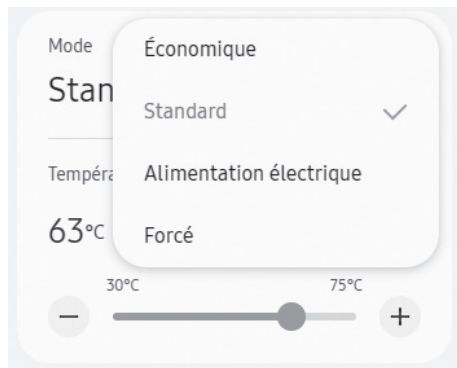 Mode
Économique
Stan
Standard
Tempéra
Alimentation électrique
63°C
Forcé
30°C 75°C